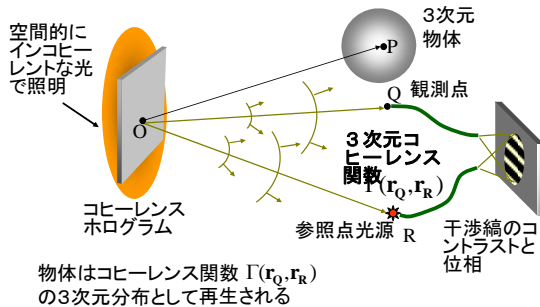 空間的に
インコヒー
レントな光
で照明
3次元
物体
P
Q 観測点
O
3次元コ
ヒーレンス
関数
Γ(r_Q,r_R)
参照点光源 R
コヒーレンス
ホログラム
干渉縞のコ
ントラストと
位相
物体はコヒーレンス関数 Γ(r_Q,r_R)
の3次元分布として再生される